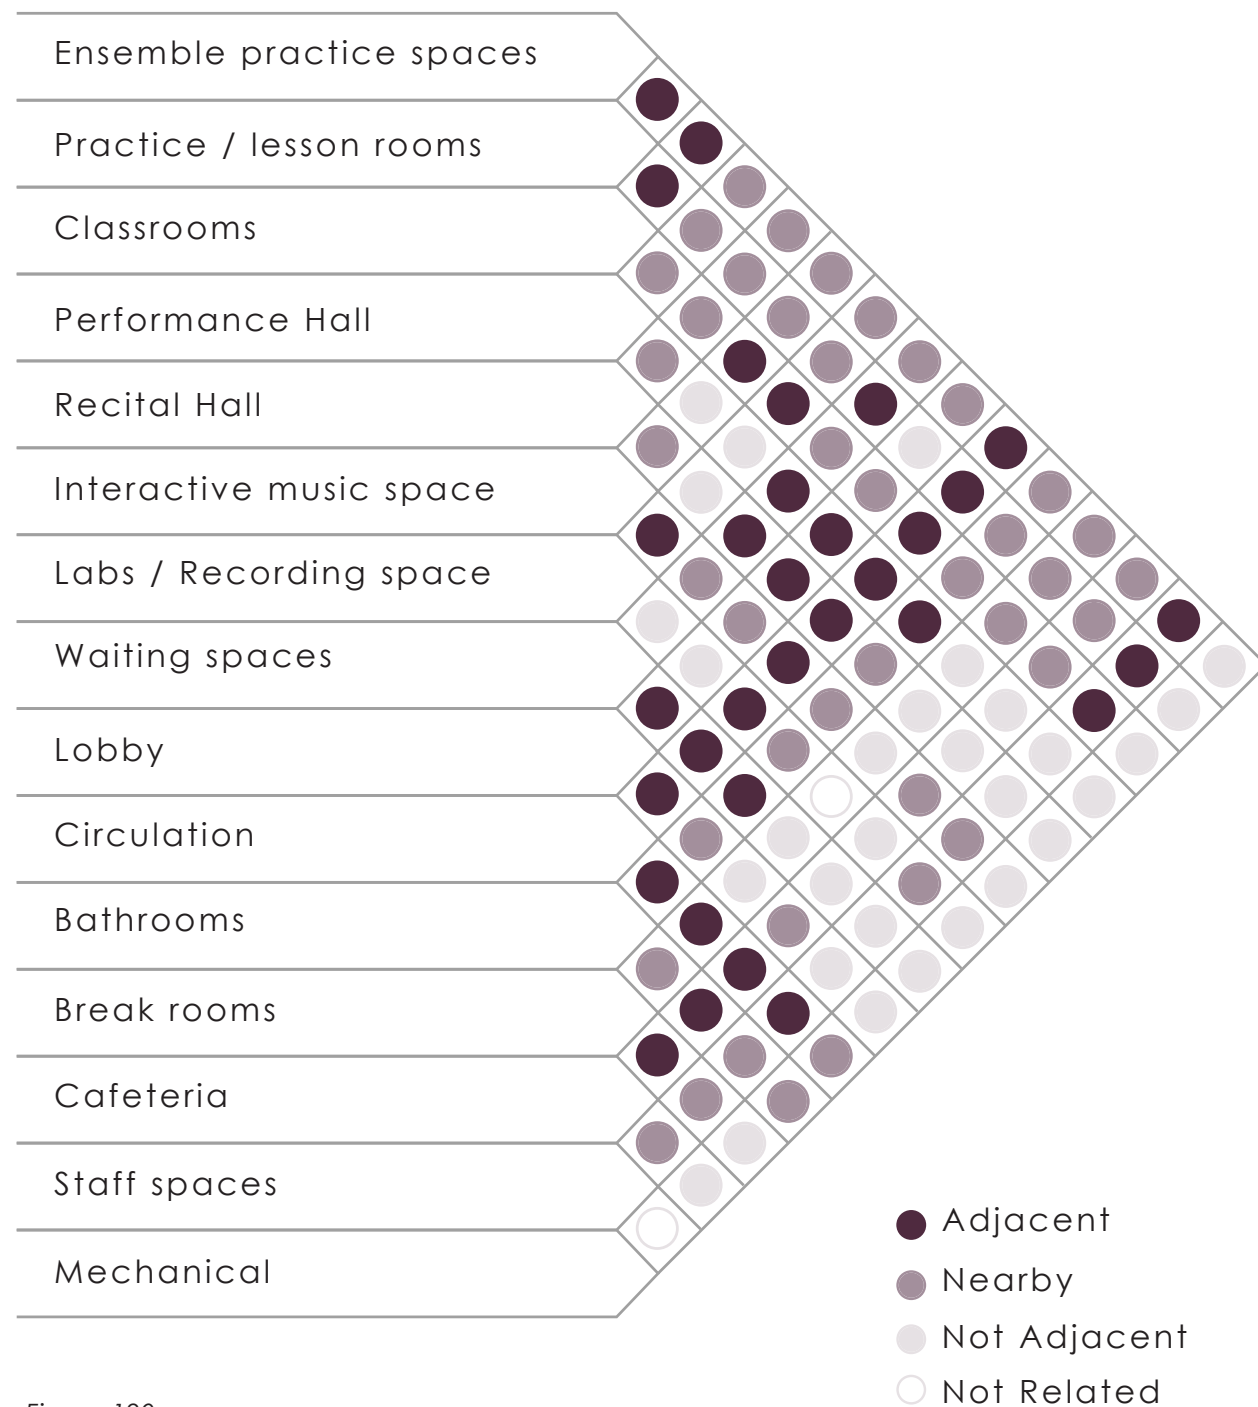 Ensemble practice spaces
Practice / lesson rooms
Classrooms
Performance Hall
Recital Hall
Interactive music space
Labs / Recording space
Waiting spaces
Lobby
Circulation
Bathrooms
Break rooms
Cafeteria
Staff spaces
Mechanical
Adjacent
Nearby
Not Adjacent
Not Related